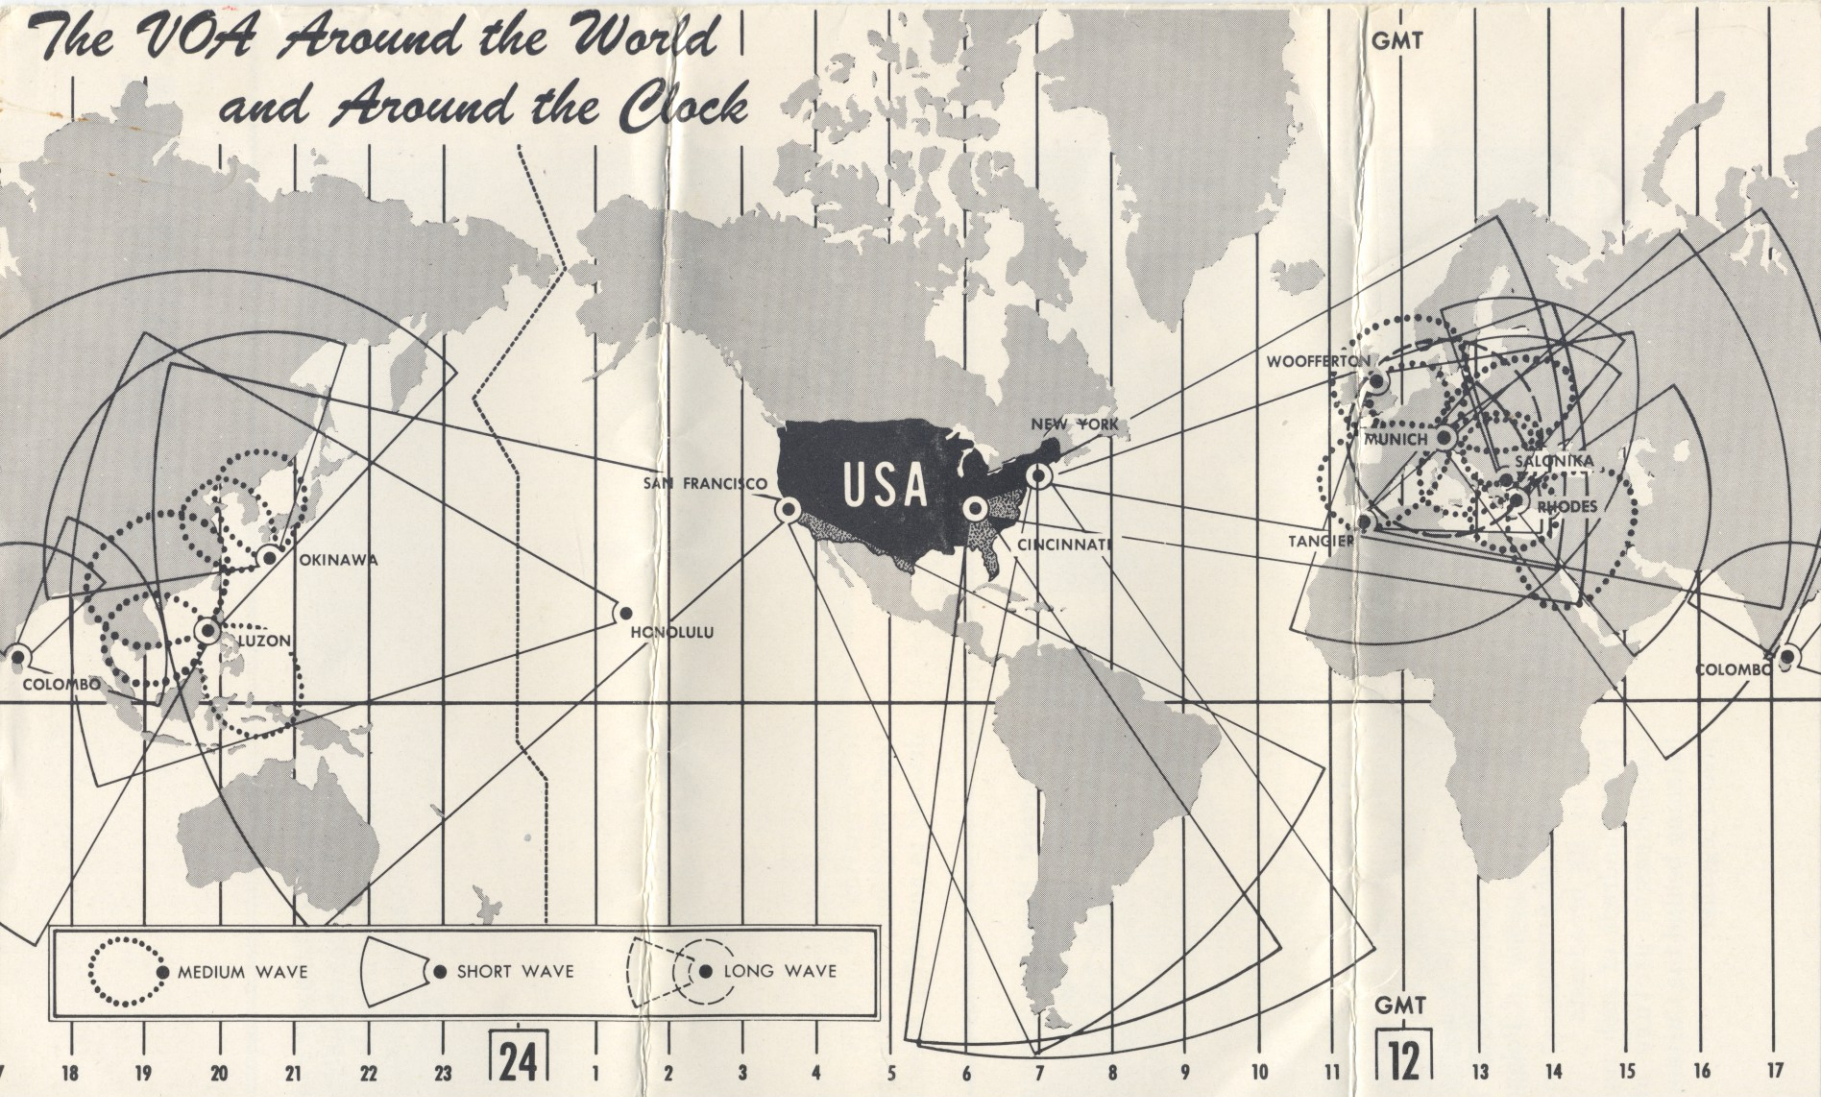 The VOA Around the World
and Around the Clock
GMT
WOOFFERTON
NEW YORK
MUNICH
SALONIKA
SAN FRANCISCO
USA
RHODES
TANGIER
CINCINNATI
OKINAWA
HONOLULU
LUZON
COLOMBO
COLOMBO
MEDIUM WAVE
SHORT WAVE
LONG WAVE
GMT
18 19 20 21 22 23 24 1 2 3 4 5 6 7 8 9 10 11 12 13 14 15 16 17